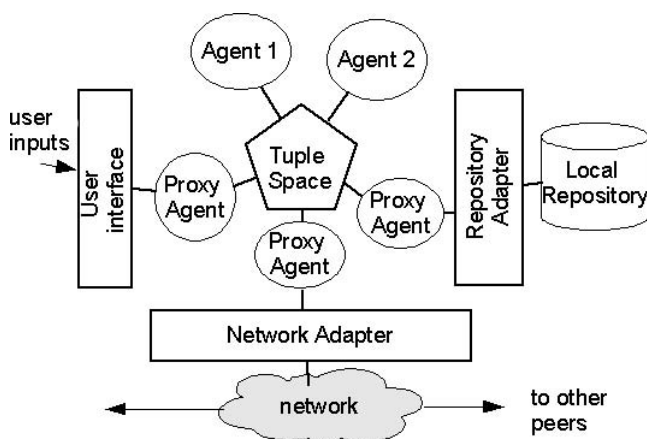 Agent 1
Agent 2
user
inputs
User
interface
Proxy
Agent
Tuple
Space
Proxy
Agent
Proxy
Agent
Repository
Adapter
Local
Repository
Network Adapter
network
to other
peers